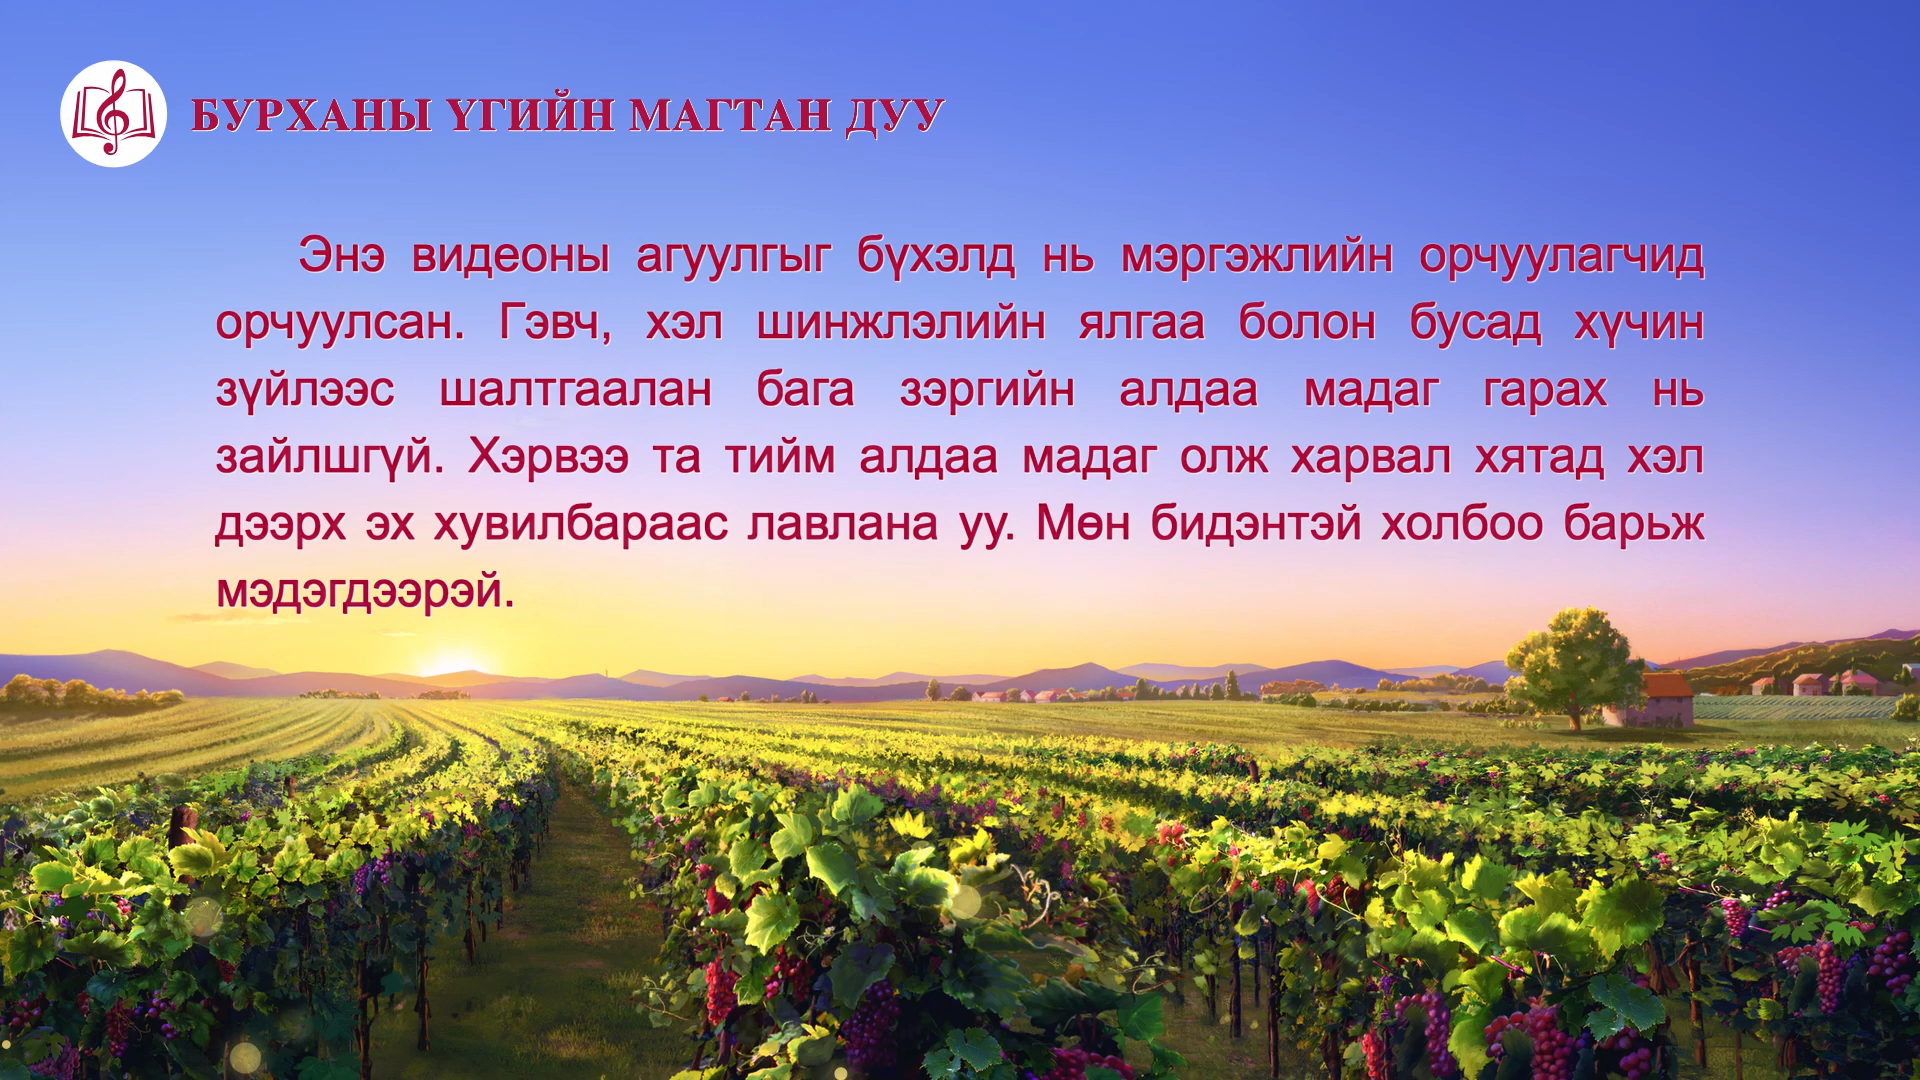 БУРХАНЫ ҮГИЙН МАГТАН ДУУ
Энэ видеоны агуулгыг бүхэлд нь мэргэжлийн орчуулагчид
орчуулсан. Гэвч, хэл шинжлэлийн ялгаа болон бусад хүчин
зүйлээс шалтгаалан бага зэргийн алдаа мадаг гарах нь
зайлшгүй. Хэрвээ та тийм алдаа мадаг олж харвал хятад хэл
дээрх эх хувилбараас лавлана уу. Мөн бидэнтэй холбоо барьж
мэдэгдээрэй.